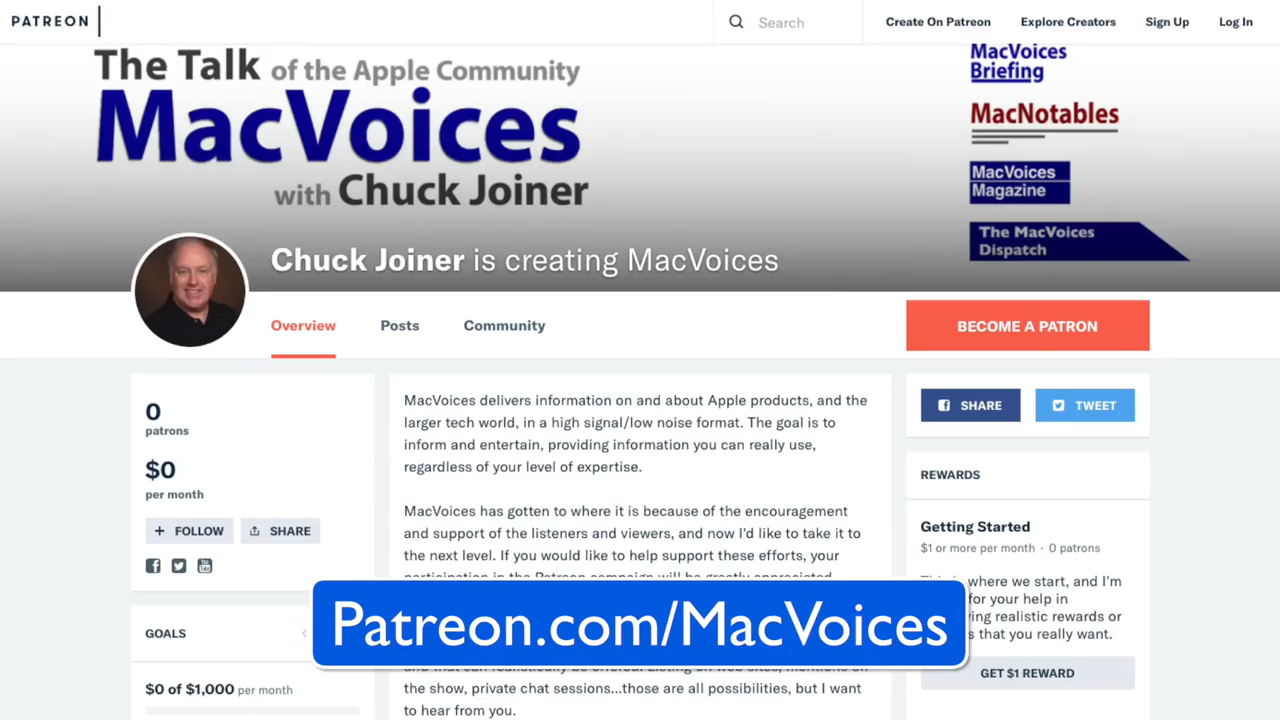 PATREON
Search
Create On Patreon
Explore Creators
Sign Up
Log In
The Talk of the Apple Community
MacVoices
with Chuck Joiner
MacVoices
Briefing
MacNotables
MacVoices
Magazine
The MacVoices
Dispatch
Chuck Joiner is creating MacVoices
Overview
Posts
Community
BECOME A PATRON
0
patrons
$0
per month
+ FOLLOW
SHARE
GOALS
$0 of $1,000 per month
MacVoices delivers information on and about Apple products, and the
larger tech world, in a high signal/low noise format. The goal is to
inform and entertain, providing information you can really use,
regardless of your level of expertise.
MacVoices has gotten to where it is because of the encouragement
and support of the listeners and viewers, and now I'd like to take it to
the next level. If you would like to help support these efforts, your
participation in the Patreon campaign will be greatly appreciated
the show, private chat sessions...those are all possibilities, but I want
to hear from you.
SHARE
TWEET
REWARDS
Getting Started
$1 or more per month · 0 patrons
where we start, and I'm
for your help in
realistic rewards or
that you really want.
GET $1 REWARD
Patreon.com/MacVoices